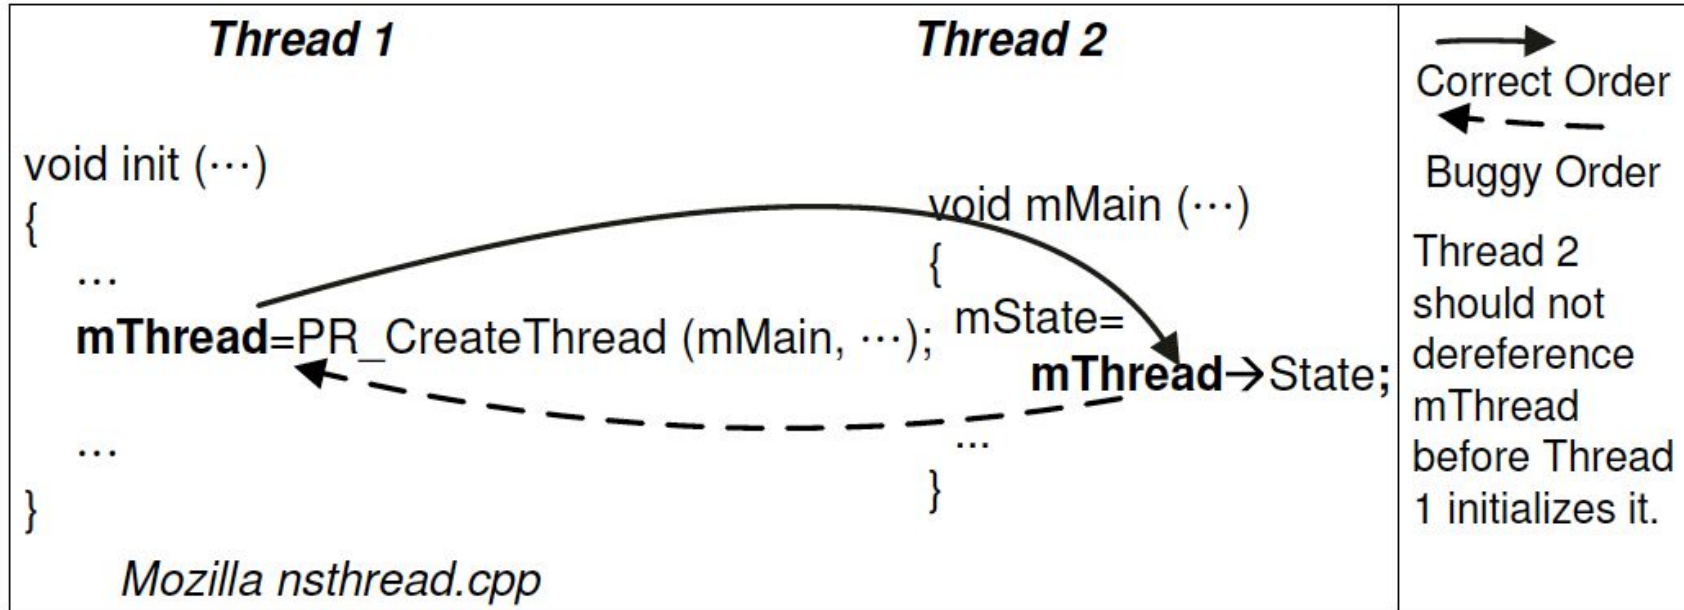 Thread 1
void init (⋯)
{
⋯
mThread=PR_CreateThread (mMain, ⋯);
⋯
}
Mozilla nsthread.cpp
Thread 2
void mMain (⋯)
{
mState=
mThread→State;
...
}
Correct Order
Buggy Order
Thread 2
should not
dereference
mThread
before Thread
1 initializes it.